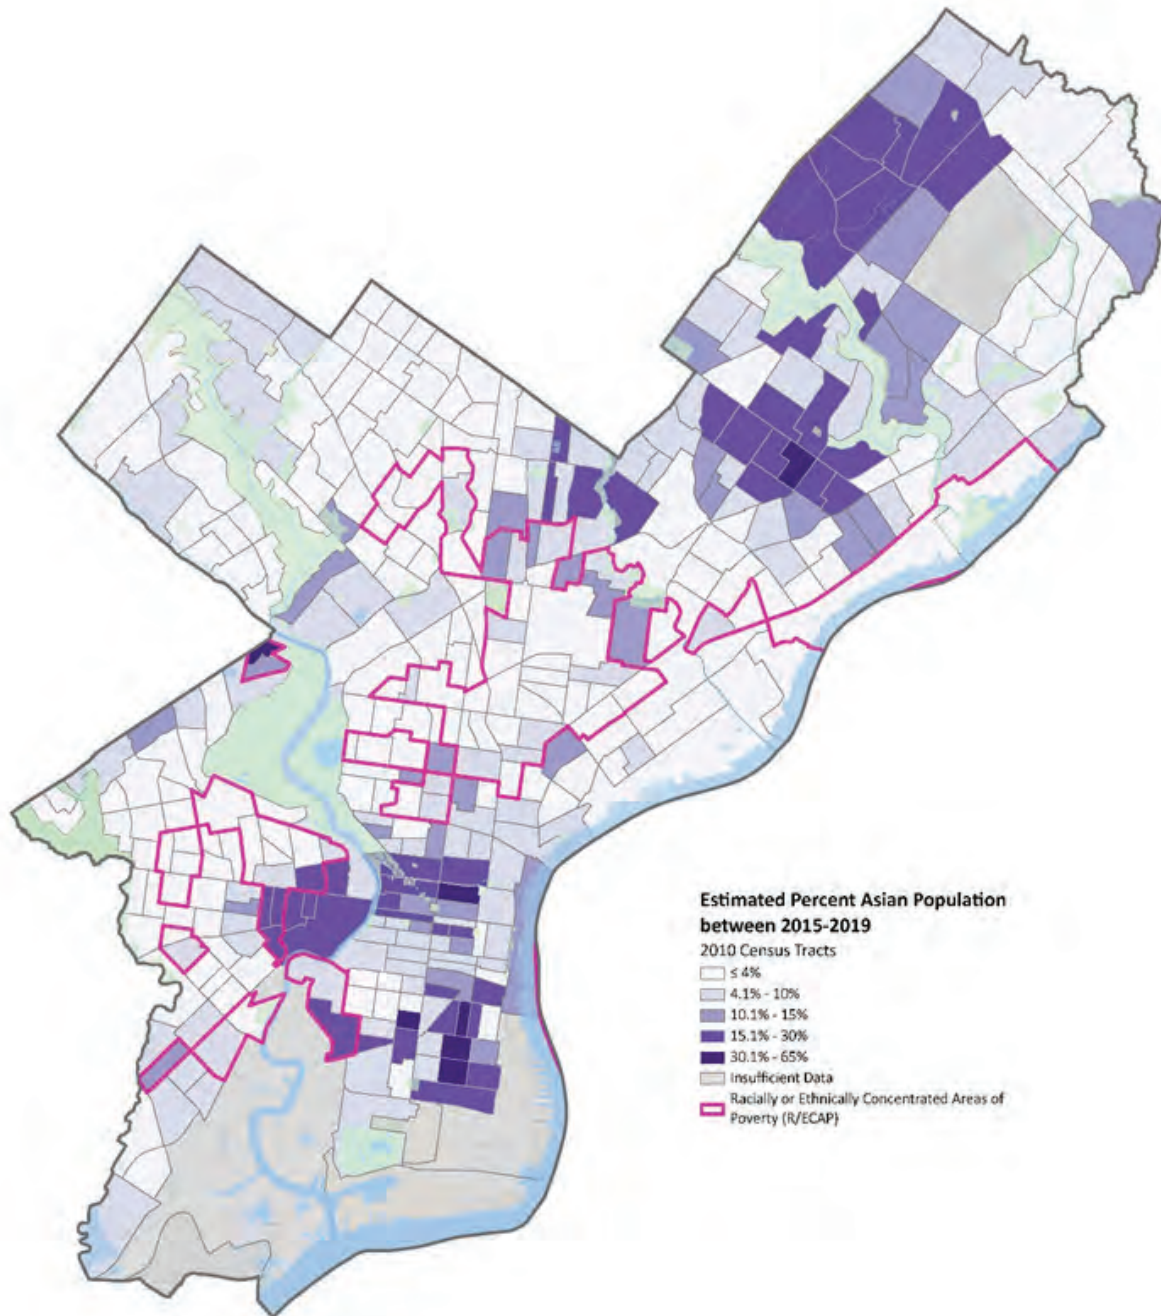 Estimated Percent Asian Population
between 2015-2019
2010 Census Tracts
≤ 4%
4.1% - 10%
10.1% - 15%
15.1% - 30%
30.1% - 65%
Insufficient Data
Racially or Ethnically Concentrated Areas of
Poverty (R/ECAP)